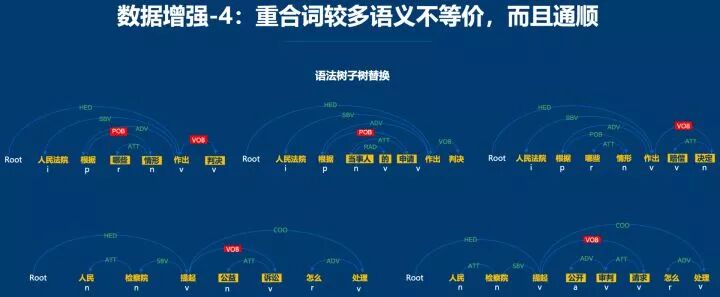 数据增强-4：重合词较多语义不等价，而且通顺
语法树子树替换
HED SBV POB ADV ATT VOB
Root 人民法院 根据 哪些 情形 作出 判决
i p r n v v
HED SBV ADV POB ATT RAD VOB
Root 人民法院 根据 当事人 的 申请 作出 判决
i p n u v v v
HED SBV ADV POB ATT VOB ATT
Root 人民法院 根据 哪些 情形 作出 赔偿 决定
i p r n v v n
HED COO VOB ATT SBV ATT ADV
Root 人民 检察院 提起 公益 诉讼 怎么 处理
n n v n v r v
HED COO VOB ATT SBV ADV ATT ADV
Root 人民 检察院 提起 公开 审判 请求 怎么 处理
n n v a v v r v